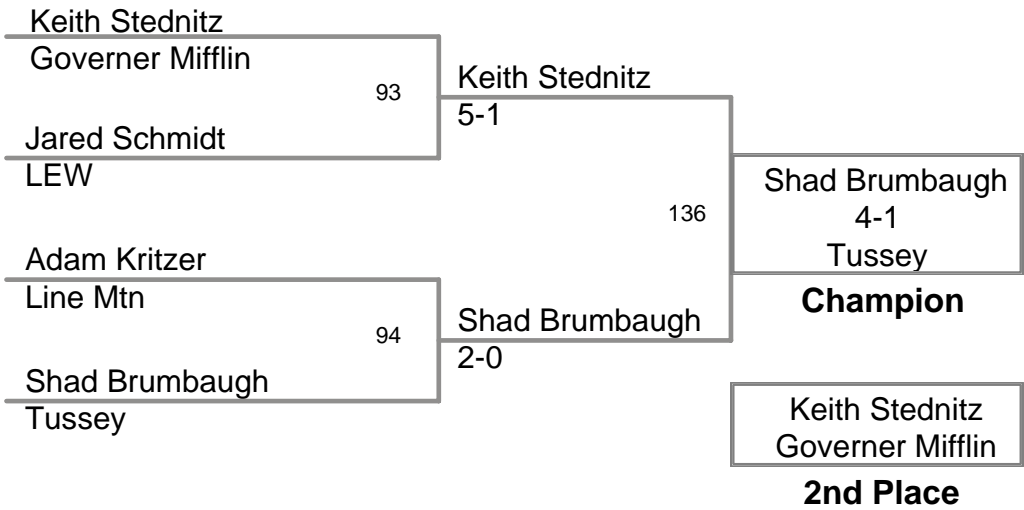 Keith Stednitz
Governer Mifflin
93
Jared Schmidt
LEW
Keith Stednitz
5-1
Adam Kritzer
Line Mtn
94
Shad Brumbaugh
Tussey
Shad Brumbaugh
2-0
136
Shad Brumbaugh
4-1
Tussey
Champion
Keith Stednitz
Governer Mifflin
2nd Place